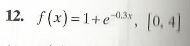 12. f(x)=1+e^{-0.3x}, [0, 4]